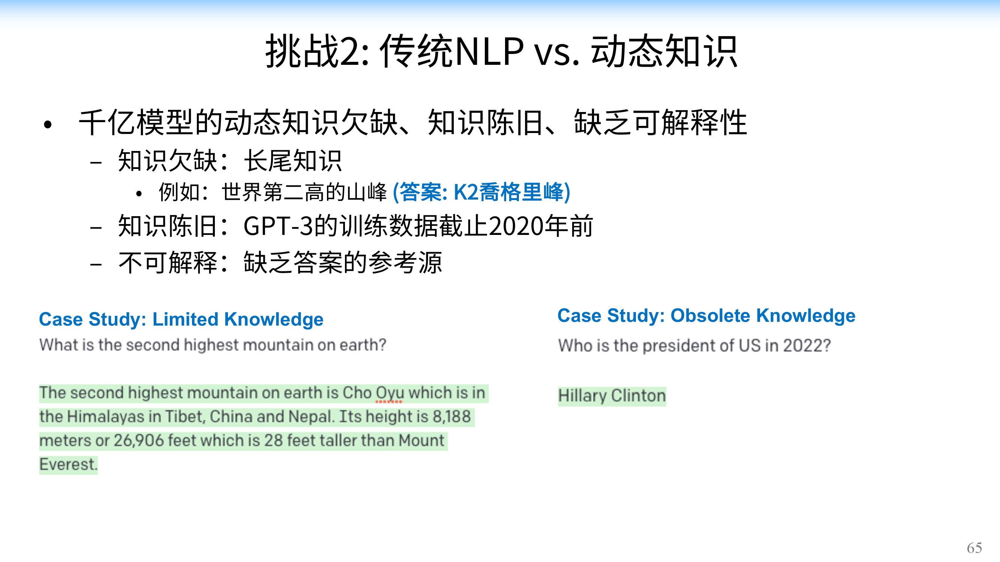 挑战2: 传统NLP vs. 动态知识
• 千亿模型的动态知识欠缺、知识陈旧、缺乏可解释性
– 知识欠缺：长尾知识
• 例如：世界第二高的山峰 (答案: K2喬格里峰)
– 知识陈旧：GPT-3的训练数据截止2020年前
– 不可解释：缺乏答案的参考源
Case Study: Limited Knowledge
What is the second highest mountain on earth?
The second highest mountain on earth is Cho Oyu which is in
the Himalayas in Tibet, China and Nepal. Its height is 8,188
meters or 26,906 feet which is 28 feet taller than Mount
Everest.
Case Study: Obsolete Knowledge
Who is the president of US in 2022?
Hillary Clinton
65